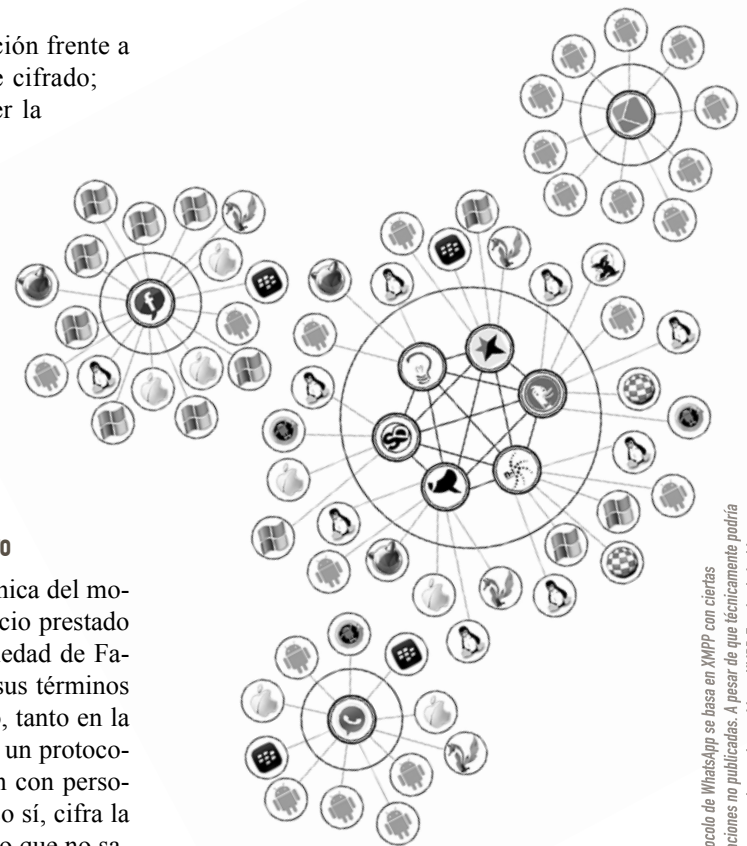 ción frente a
e cifrado;
er la
o
nica del mo-
cio prestado
iedad de Fa-
sus términos
o, tanto en la
un protoco-
n con perso-
o sí, cifra la
o que no sa-
ocolo de WhatsApp se basa en XMPP con ciertas
nciones no publicadas. A pesar de que técnicamente podría